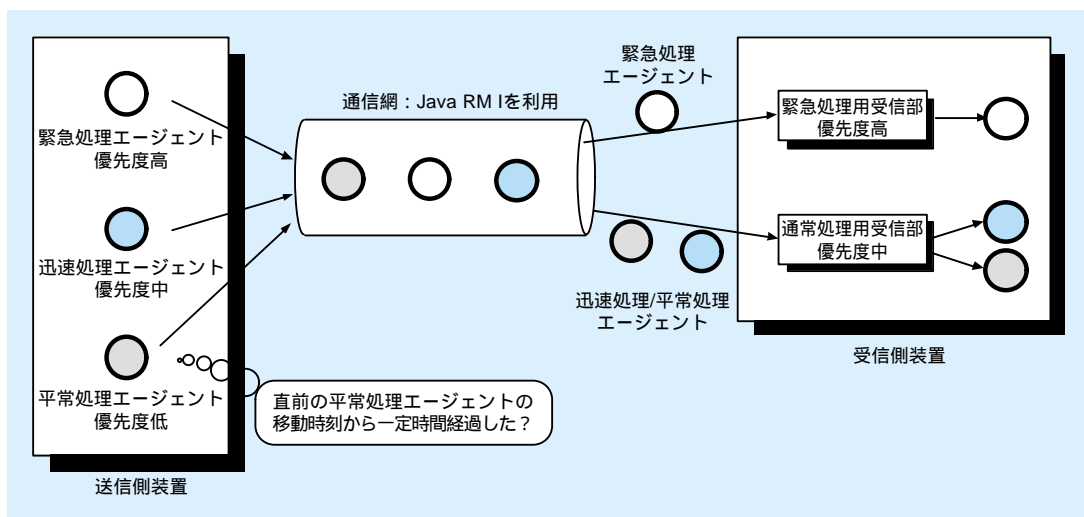 緊急処理エージェント
優先度高
迅速処理エージェント
優先度中
平常処理エージェント
優先度低
送信側装置
直前の平常処理エージェントの
移動時刻から一定時間経過した？
通信網：Java RM Iを利用
緊急処理
エージェント
迅速処理/平常処理
エージェント
緊急処理用受信部
優先度高
通常処理用受信部
優先度中
受信側装置